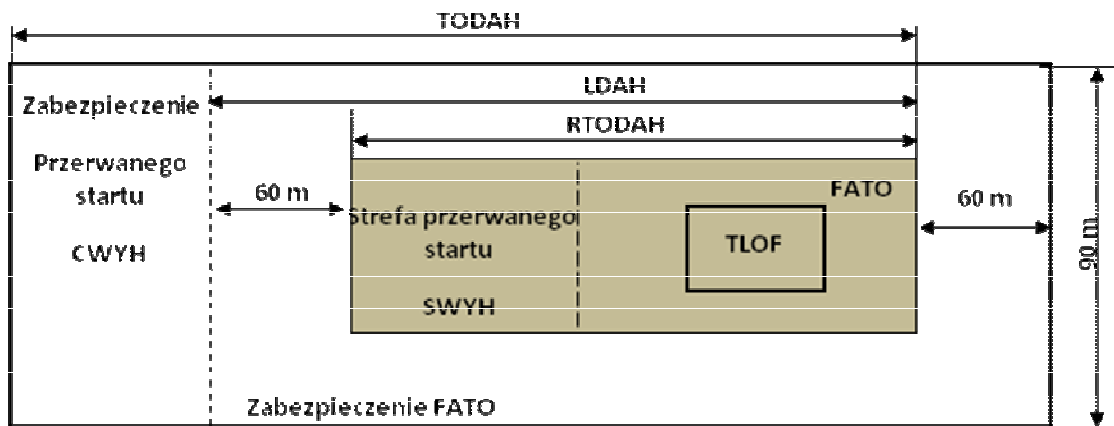 TODAH
LDAH
Zabezpieczenie
RTODAH
Przerwanego
startu
FATO
60 m
60 m
Strefa przerwanego
startu
TLOF
CWYH
90 m
SWYH
Zabezpieczenie FATO